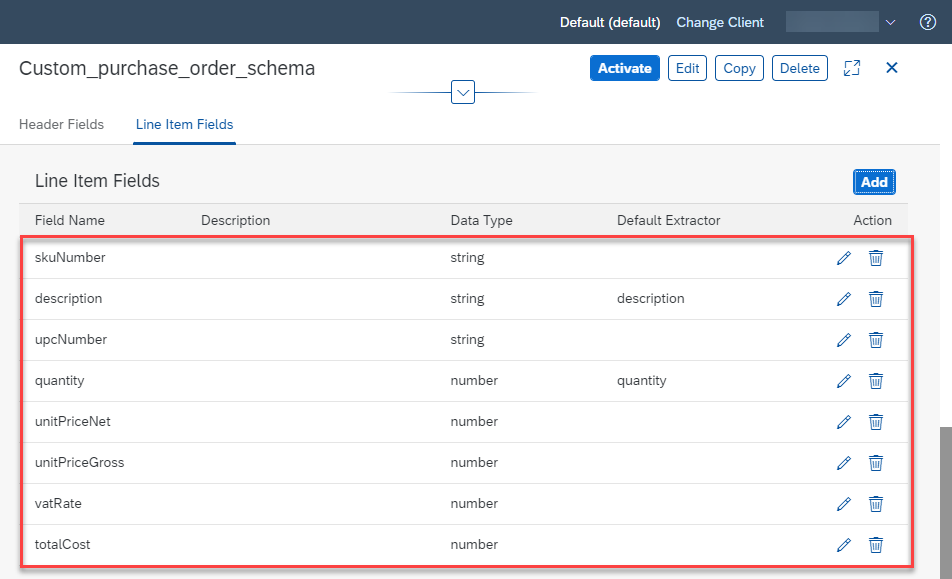 Default (default) Change Client
Custom_purchase_order_schema Activate Edit Copy Delete
Header Fields Line Item Fields
Line Item Fields Add
Field Name Description Data Type Default Extractor Action
skuNumber string
description string description
upcNumber string
quantity number quantity
unitPriceNet number
unitPriceGross number
vatRate number
totalCost number